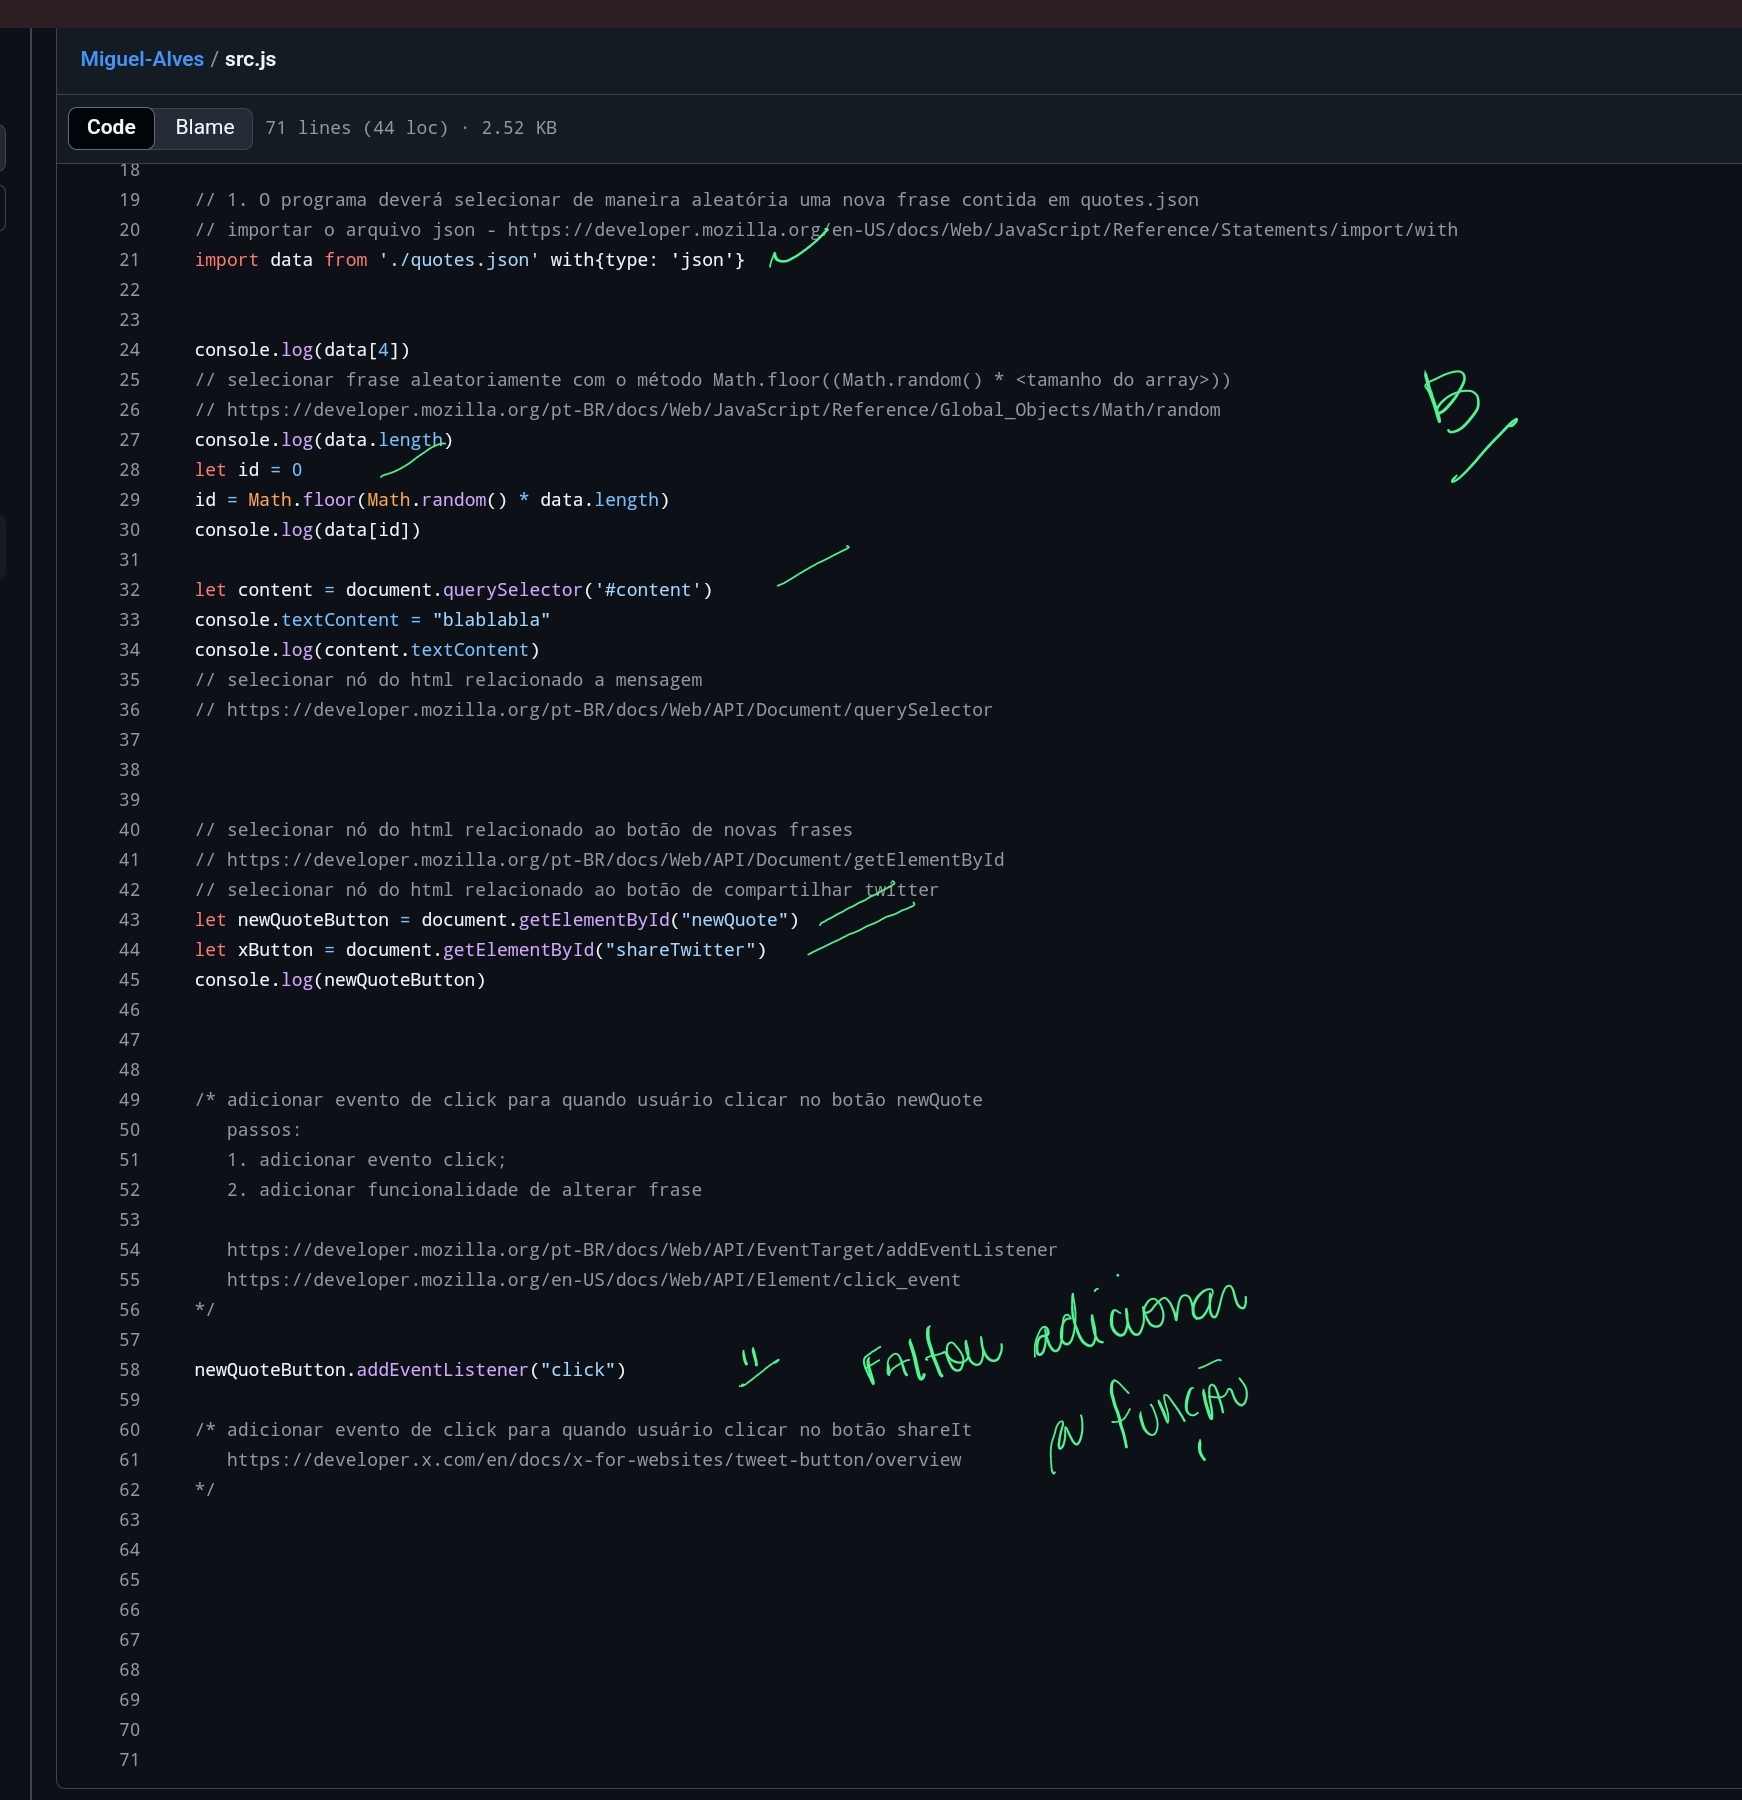 Miguel-Alves / src.js
Code Blame 71 lines (44 loc) · 2.52 KB
18
19 // 1. O programa deverá selecionar de maneira aleatória uma nova frase contida em quotes.json
20 // importar o arquivo json - https://developer.mozilla.org/en-US/docs/Web/JavaScript/Reference/Statements/import/with
21 import data from './quotes.json' with{type: 'json'}
22
23
24 console.log(data[4])
25 // selecionar frase aleatoriamente com o método Math.floor((Math.random() * <tamanho do array>))
26 // https://developer.mozilla.org/pt-BR/docs/Web/JavaScript/Reference/Global_Objects/Math/random
B
27 console.log(data.length)
28 let id = 0
29 id = Math.floor(Math.random() * data.length)
30 console.log(data[id])
31
32 let content = document.querySelector('#content')
33 console.textContent = "blablabla"
34 console.log(content.textContent)
35 // selecionar nó do html relacionado a mensagem
36 // https://developer.mozilla.org/pt-BR/docs/Web/API/Document/querySelector
37
38
39
40 // selecionar nó do html relacionado ao botão de novas frases
41 // https://developer.mozilla.org/pt-BR/docs/Web/API/Document/getElementById
42 // selecionar nó do html relacionado ao botão de compartilhar twitter
43 let newQuoteButton = document.getElementById("newQuote")
44 let xButton = document.getElementById("shareTwitter")
45 console.log(newQuoteButton)
46
47
48
49 /* adicionar evento de click para quando usuário clicar no botão newQuote
50 passos:
51 1. adicionar evento click;
52 2. adicionar funcionalidade de alterar frase
53
54 https://developer.mozilla.org/pt-BR/docs/Web/API/EventTarget/addEventListener
55 https://developer.mozilla.org/en-US/docs/Web/API/Element/click_event
56 */
57
58 newQuoteButton.addEventListener("click")
Faltou adicionar
a função
59
60 /* adicionar evento de click para quando usuário clicar no botão shareIt
61 https://developer.x.com/en/docs/x-for-websites/tweet-button/overview
62 */
63
64
65
66
67
68
69
70
71